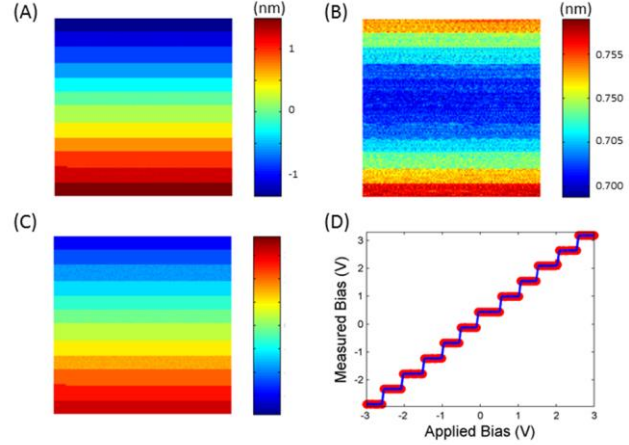 (A)
(nm)
1
0
-1
(B)
(nm)
0.755
0.750
0.705
0.700
(C)
(D)
Measured Bias (V)
3
2
1
0
-1
-2
-3 -2 -1 0 1 2 3
Applied Bias (V)